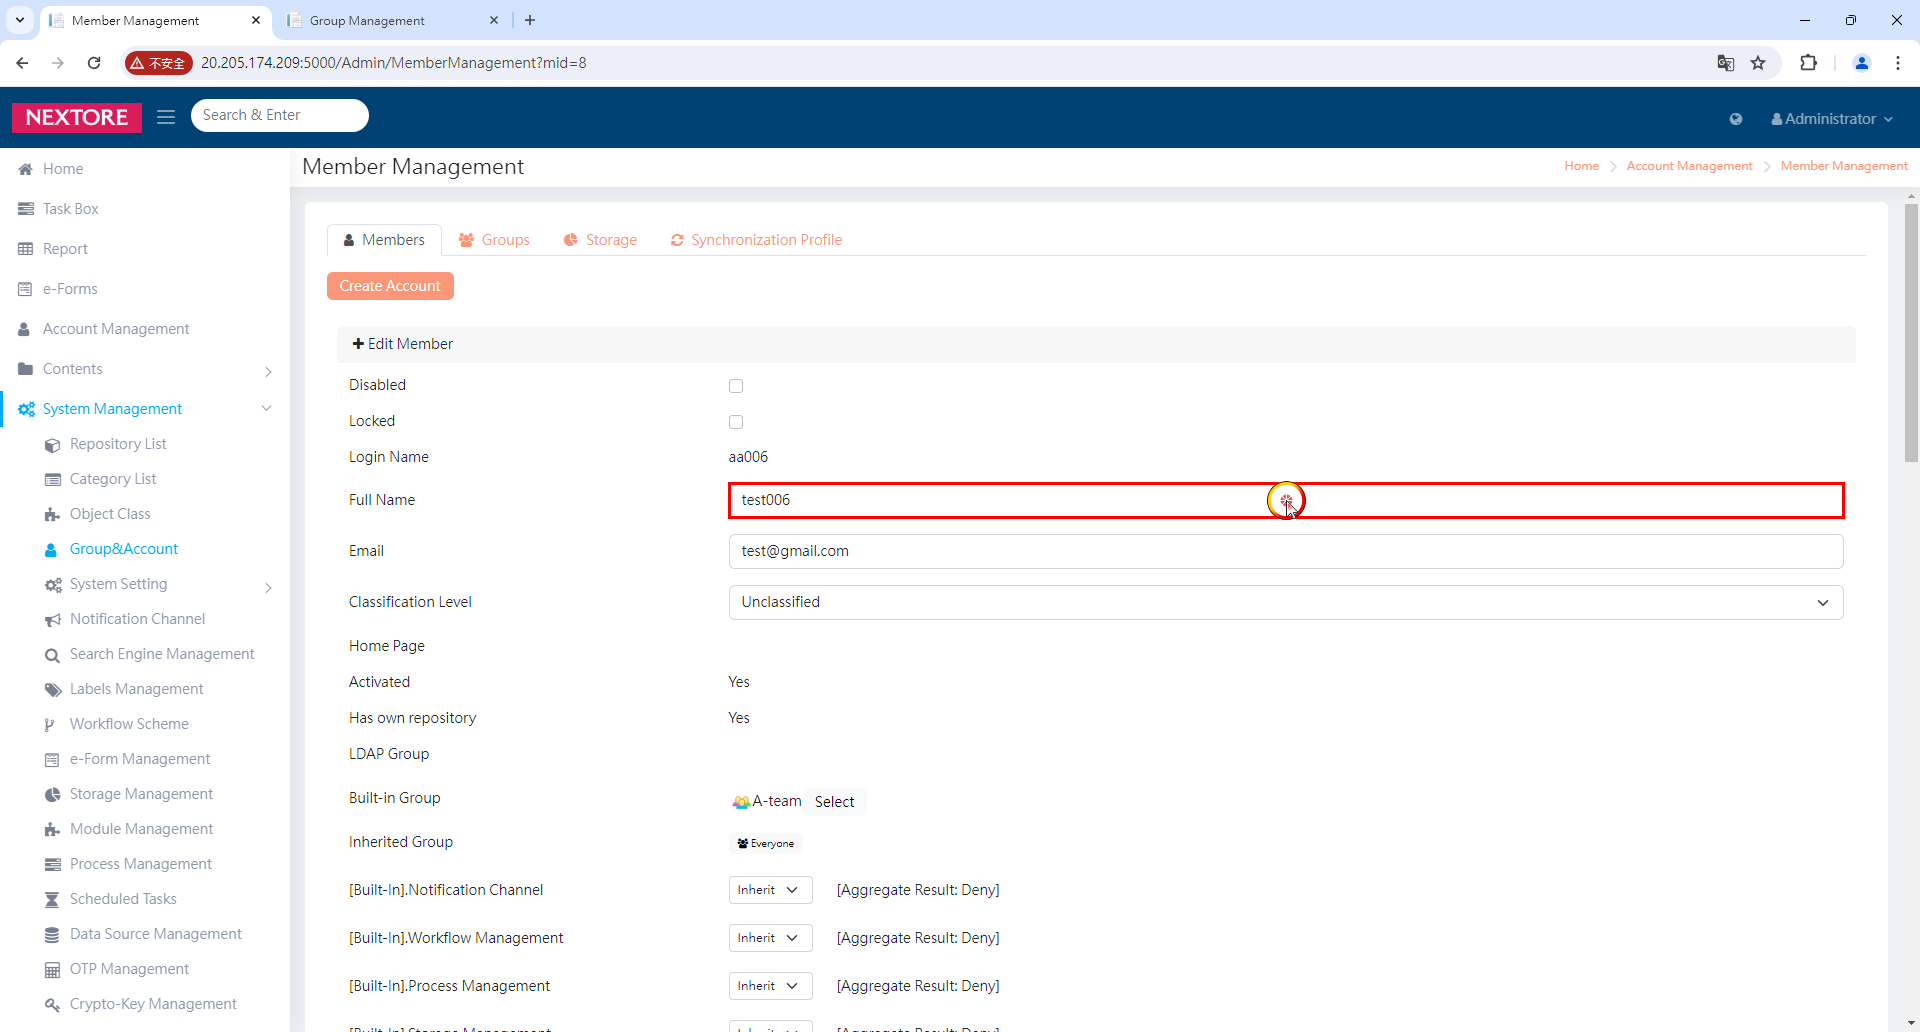 Member Management
Group Management
不安全
20.205.174.209:5000/Admin/MemberManagement?mid=8
NEXTORE
Search & Enter
Administrator
Home
Task Box
Report
e-Forms
Account Management
Contents
System Management
Repository List
Category List
Object Class
Group&Account
System Setting
Notification Channel
Search Engine Management
Labels Management
Workflow Scheme
e-Form Management
Storage Management
Module Management
Process Management
Scheduled Tasks
Data Source Management
OTP Management
Crypto-Key Management
Member Management
Home > Account Management > Member Management
Members Groups Storage Synchronization Profile
Create Account
Edit Member
Disabled
Locked
Login Name aa006
Full Name test006
Email test@gmail.com
Classification Level Unclassified
Home Page
Activated Yes
Has own repository Yes
LDAP Group
Built-in Group A-team Select
Inherited Group Everyone
[Built-In].Notification Channel Inherit [Aggregate Result: Deny]
[Built-In].Workflow Management Inherit [Aggregate Result: Deny]
[Built-In].Process Management Inherit [Aggregate Result: Deny]